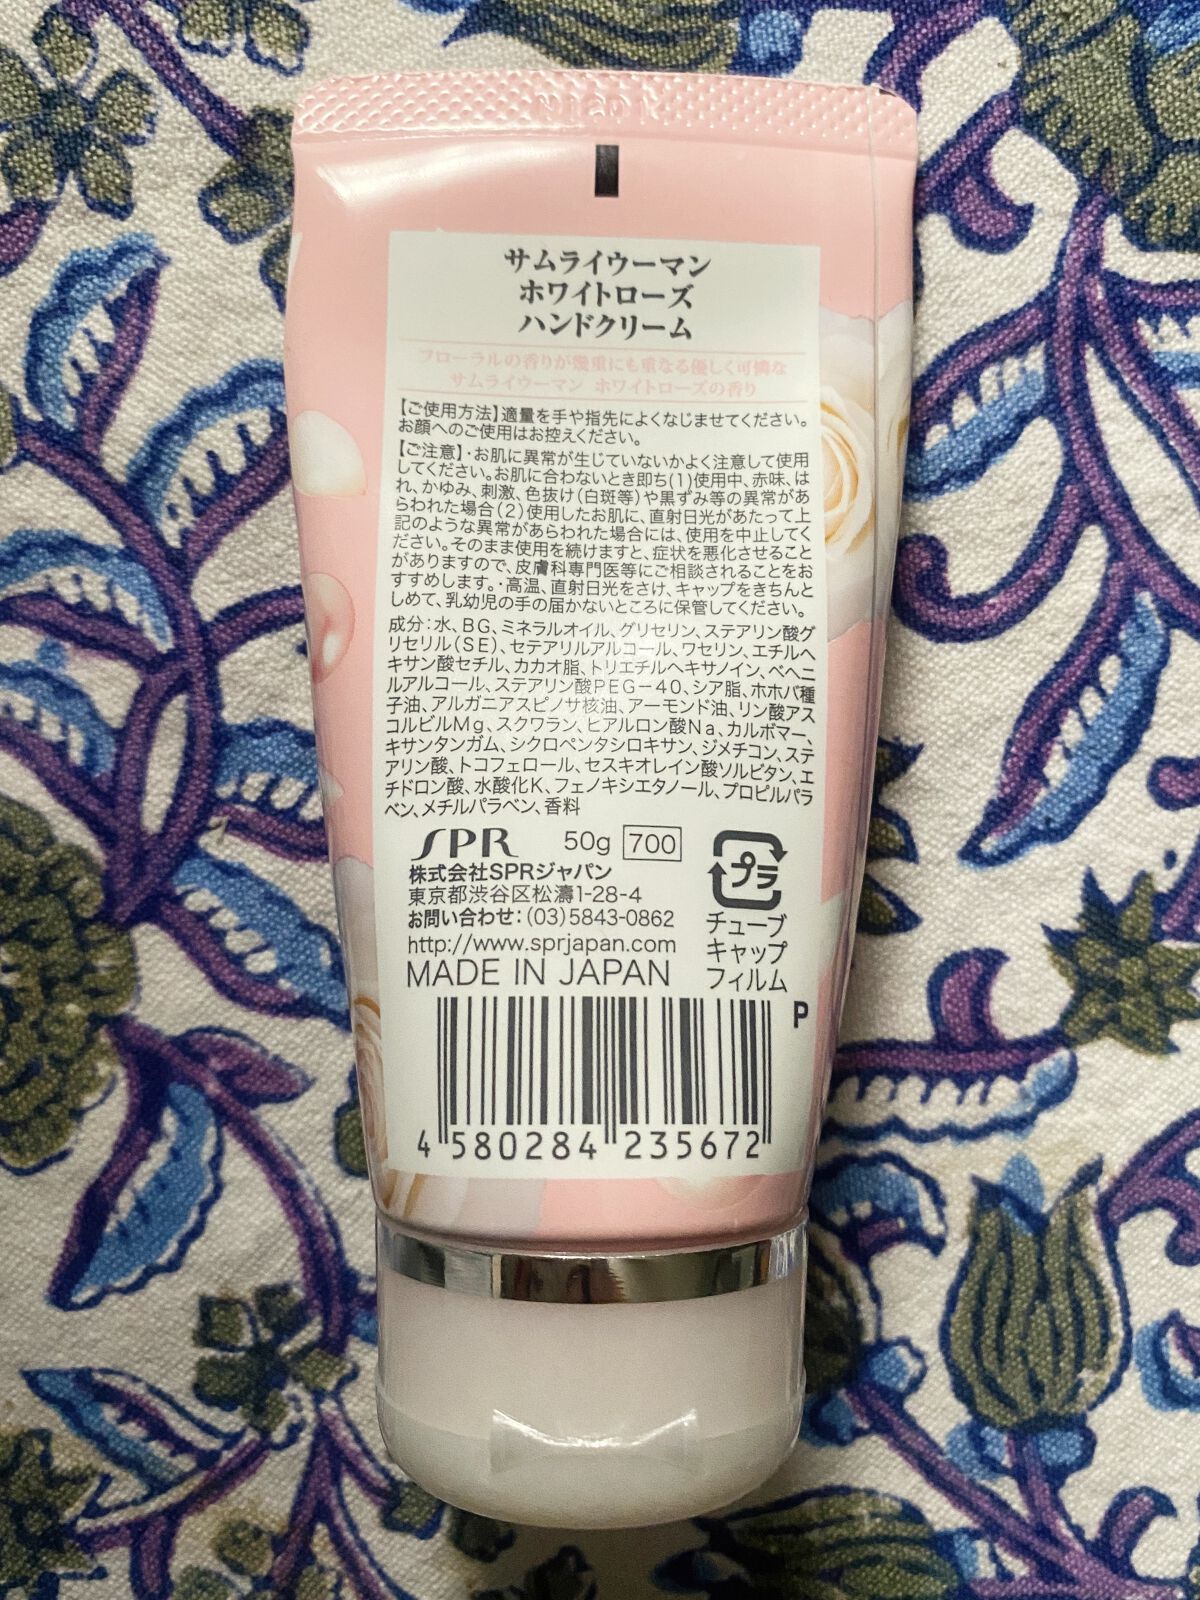 サムライウーマン
ホワイトローズ
ハンドクリーム
フローラルの香りが幾重にも重なる優しく可憐な
サムライウーマン ホワイトローズの香り
【ご使用方法】適量を手や指先によくなじませてください。
お顔へのご使用はお控えください。
【ご注意】・お肌に異常が生じていないかよく注意して使用
してください。お肌に合わないとき即ち(1)使用中、赤味、は
れ、かゆみ、刺激、色抜け(白斑等)や黒ずみ等の異常があ
らわれた場合(2)使用したお肌に、直射日光があたって上
記のような異常があらわれた場合には、使用を中止してく
ださい。そのまま使用を続けますと、症状を悪化させること
がありますので、皮膚科専門医等にご相談されることをお
すすめします。・高温、直射日光をさけ、キャップをきちんと
しめて、乳幼児の手の届かないところに保管してください。
成分:水、BG、ミネラルオイル、グリセリン、ステアリン酸グ
リセリル(SE)、セテアリルアルコール、ワセリン、エチルヘ
キサン酸セチル、カカオ脂、トリエチルヘキサノイン、ベヘニ
ルアルコール、ステアリン酸PEG-40、シア脂、ホホバ種
子油、アルガニアスピノサ核油、アーモンド油、リン酸アス
コルビルMg、スクワラン、ヒアルロン酸Na、カルボマー、
キサンタンガム、シクロペンタシロキサン、ジメチコン、ステ
アリン酸、トコフェロール、セスキオレイン酸ソルビタン、エ
チドロン酸、水酸化K、フェノキシエタノール、プロピルパラ
ベン、メチルパラベン、香料
SPR 50g 700
株式会社SPRジャパン
東京都渋谷区松濤1-28-4
お問い合わせ:(03)5843-0862
http://www.sprjapan.com
MADE IN JAPAN
プラ
チューブ
キャップ
フィルム
P
4 580284 235672